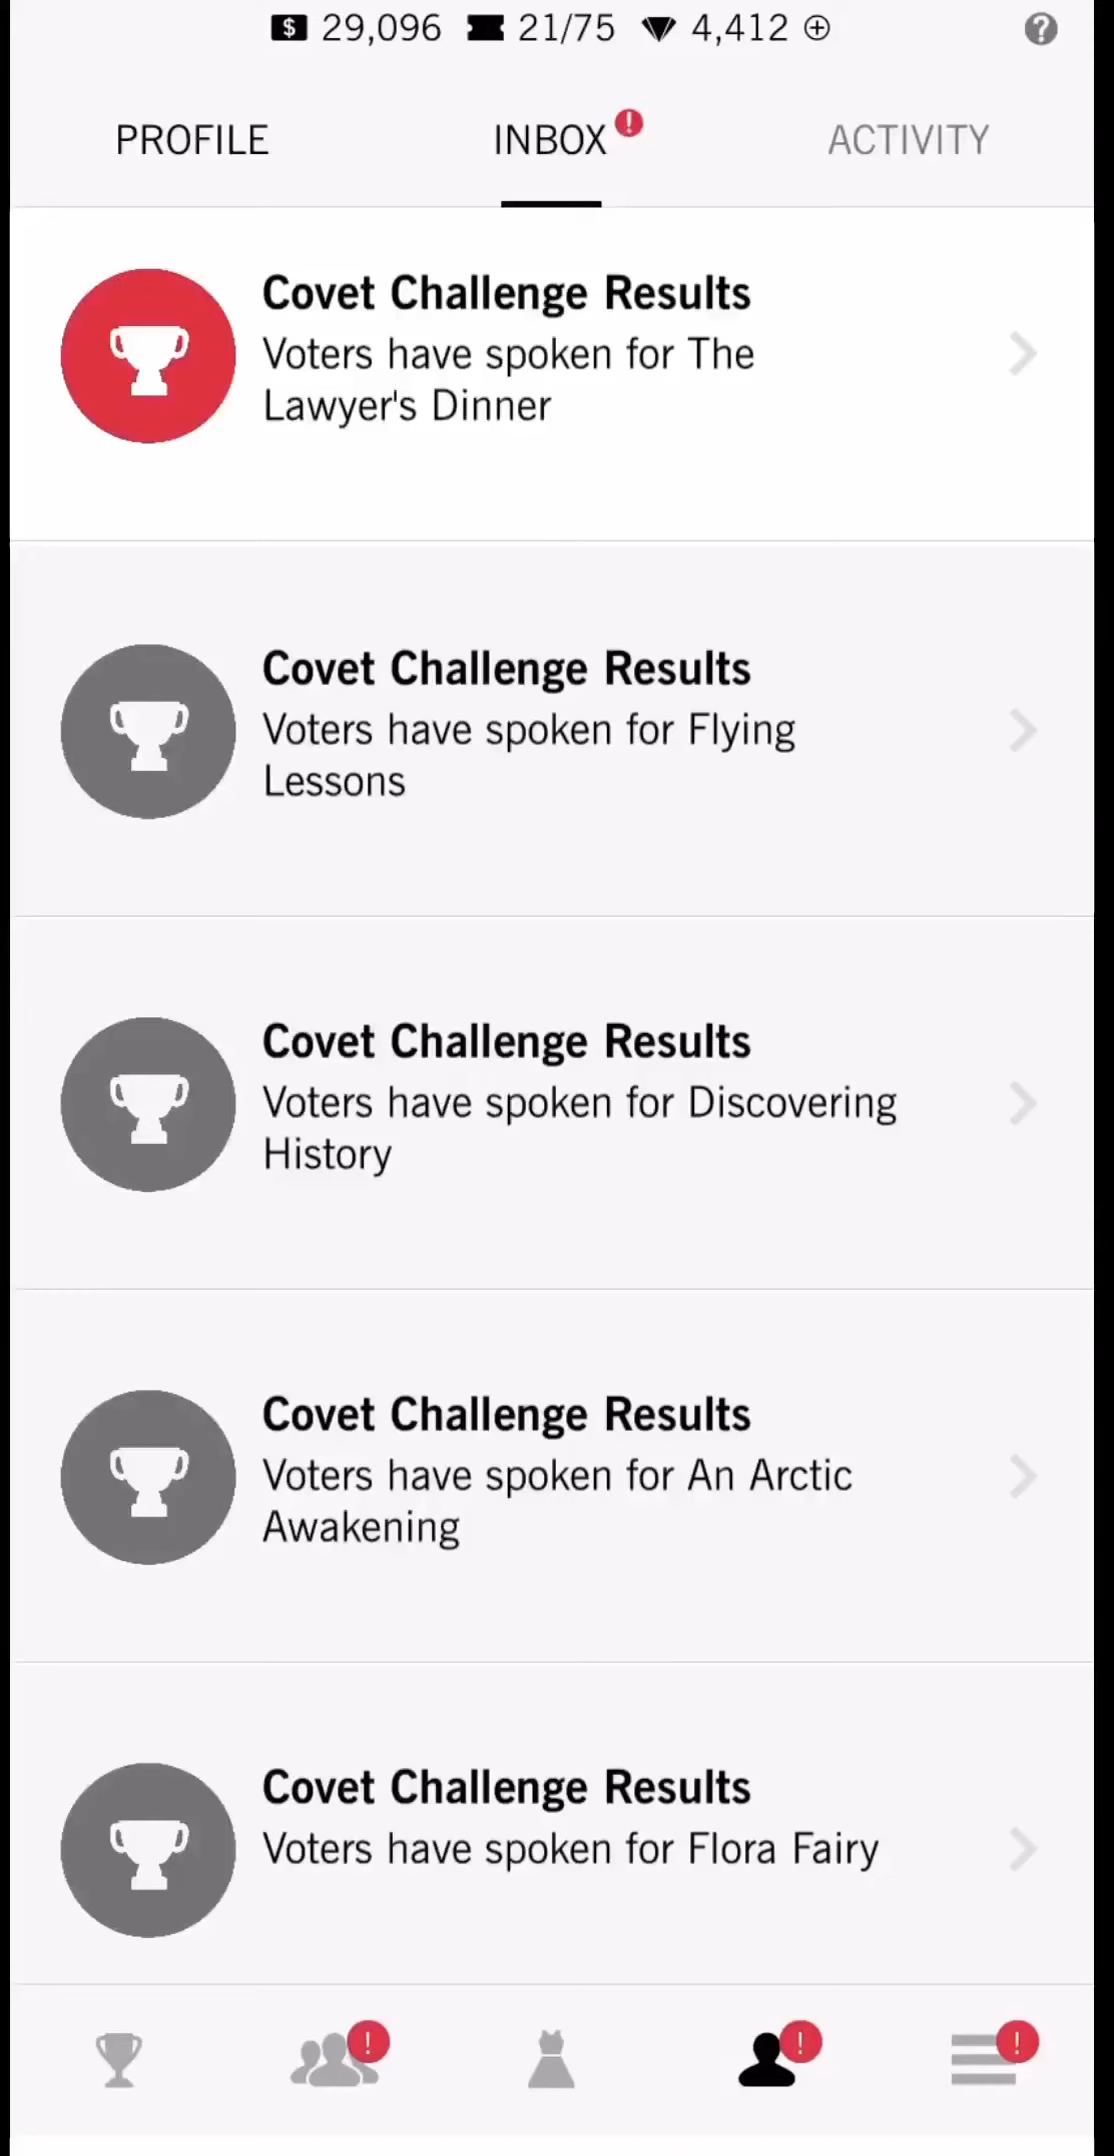 $ 29,096 21/75 4,412 + ?
PROFILE INBOX ! ACTIVITY
Covet Challenge Results
Voters have spoken for The
Lawyer's Dinner
Covet Challenge Results
Voters have spoken for Flying
Lessons
Covet Challenge Results
Voters have spoken for Discovering
History
Covet Challenge Results
Voters have spoken for An Arctic
Awakening
Covet Challenge Results
Voters have spoken for Flora Fairy
! ! !